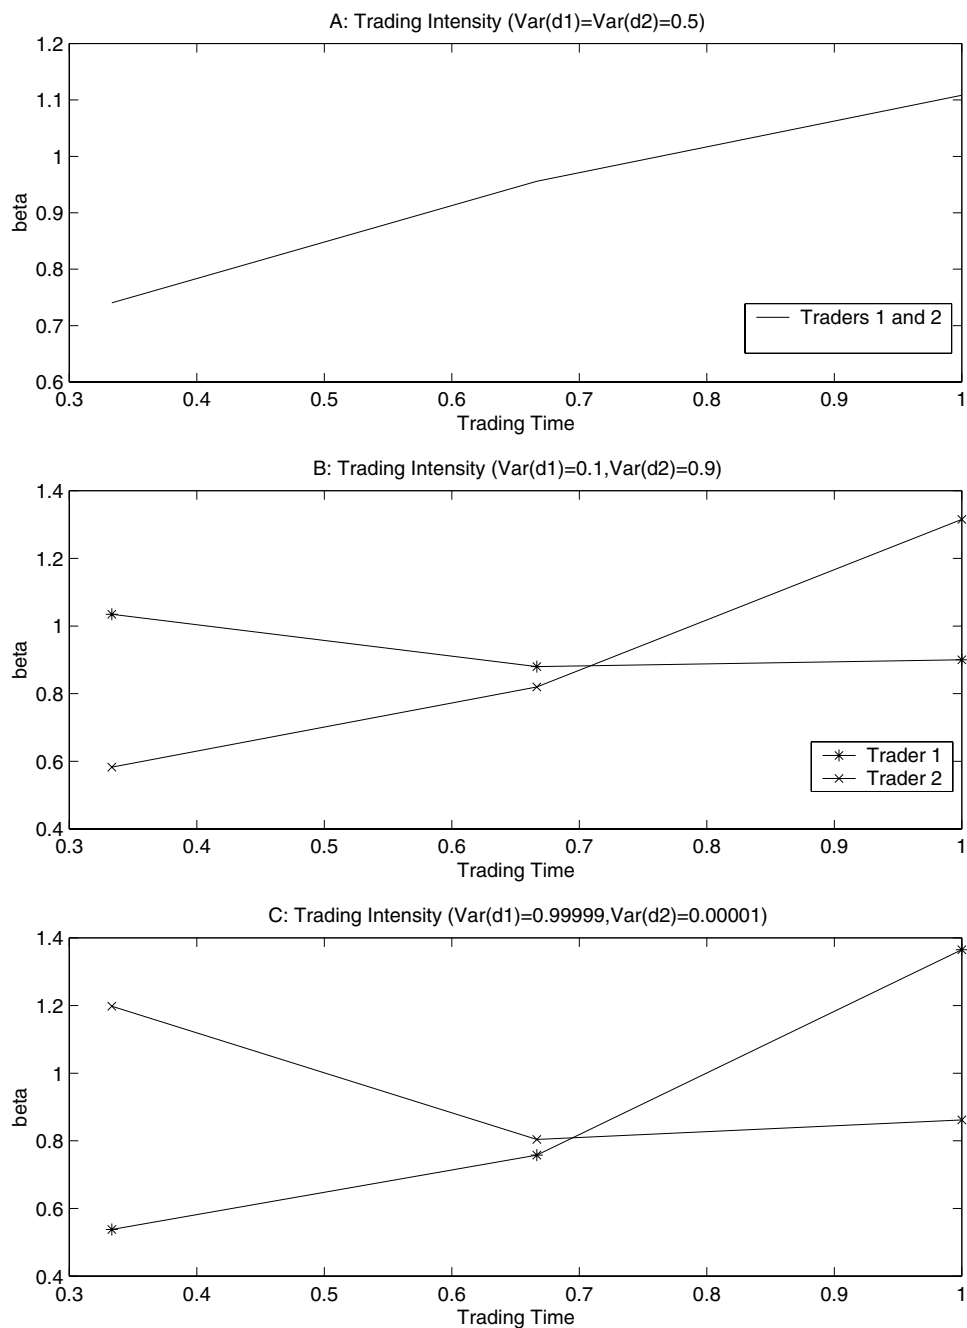 A: Trading Intensity (Var(d1)=Var(d2)=0.5)
1.2
1.1
1
0.9
0.8
0.7
0.6
beta
Traders 1 and 2
0.3 0.4 0.5 0.6 0.7 0.8 0.9 1
Trading Time
B: Trading Intensity (Var(d1)=0.1,Var(d2)=0.9)
1.4
1.2
1
0.8
0.6
0.4
beta
Trader 1
Trader 2
0.3 0.4 0.5 0.6 0.7 0.8 0.9 1
Trading Time
C: Trading Intensity (Var(d1)=0.99999,Var(d2)=0.00001)
1.4
1.2
1
0.8
0.6
0.4
beta
0.3 0.4 0.5 0.6 0.7 0.8 0.9 1
Trading Time